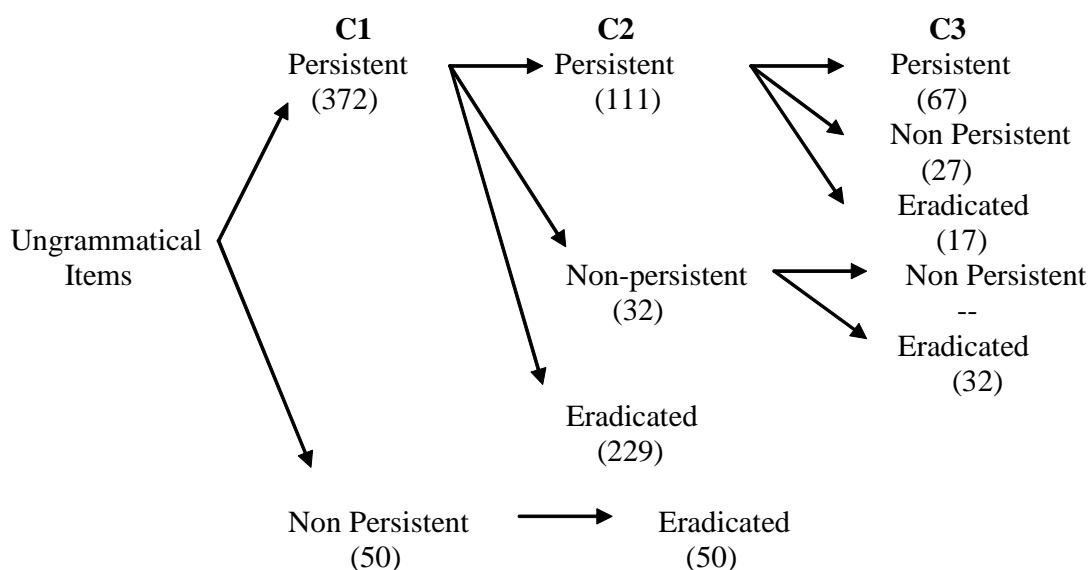 C1 C2 C3
Persistent Persistent Persistent
(372) (111) (67)
Non Persistent
(27)
Eradicated
(17)
Ungrammatical
Items
Non-persistent Non Persistent
(32) --
Eradicated
(32)
Eradicated
(229)
Non Persistent Eradicated
(50) (50)